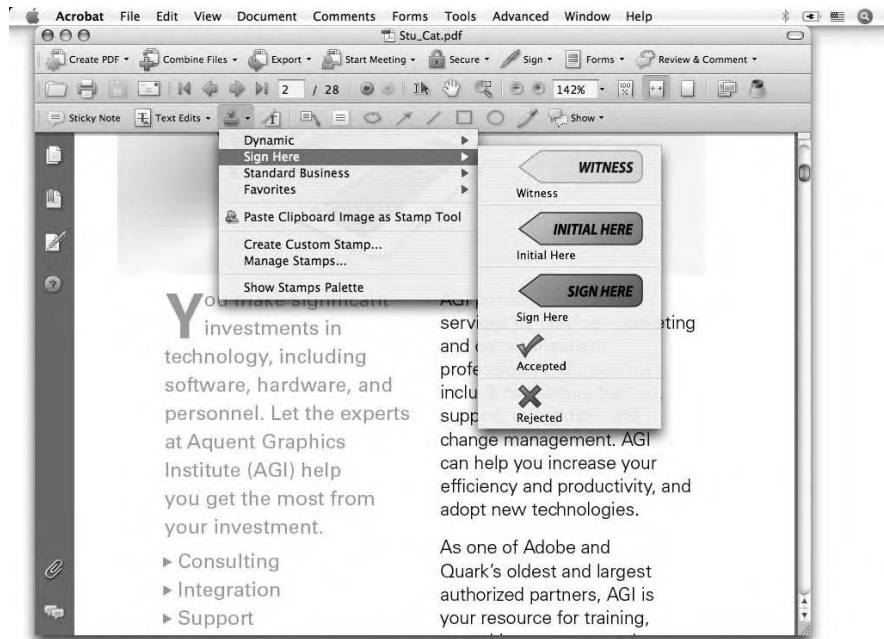 Acrobat File Edit View Document Comments Forms Tools Advanced Window Help
Stu_Cat.pdf
Create PDF Combine Files Export Start Meeting Secure Sign Forms Review & Comment
2 / 28 142%
Sticky Note Text Edits Show
Dynamic
Sign Here
Standard Business
Favorites
Paste Clipboard Image as Stamp Tool
Create Custom Stamp...
Manage Stamps...
Show Stamps Palette
WITNESS
Witness
INITIAL HERE
Initial Here
SIGN HERE
Sign Here
Accepted
Rejected
You make significant
investments in
technology, including
software, hardware, and
personnel. Let the experts
at Aquent Graphics
Institute (AGI) help
you get the most from
your investment.
Consulting
Integration
Support
AGI
and
change management. AGI
can help you increase your
efficiency and productivity, and
adopt new technologies.
As one of Adobe and
Quark's oldest and largest
authorized partners, AGI is
your resource for training,